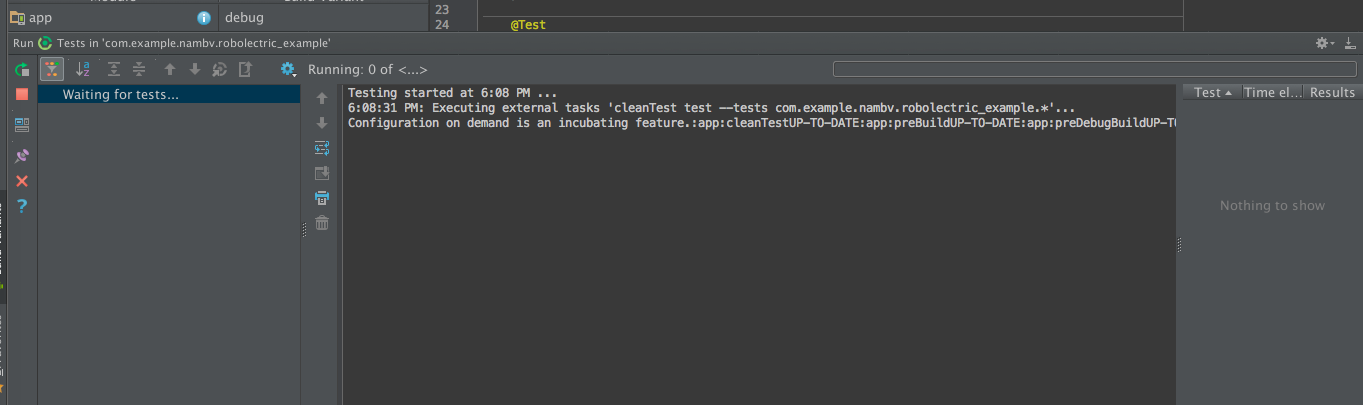 app
debug
23
24
@Test
Run Tests in 'com.example.nambv.robolectric_example'
Running: 0 of <...>
Waiting for tests...
Testing started at 6:08 PM ...
6:08:31 PM: Executing external tasks 'cleanTest test --tests com.example.nambv.robolectric_example.*'...
Configuration on demand is an incubating feature.:app:cleanTestUP-TO-DATE:app:preBuildUP-TO-DATE:app:preDebugBuildUP-T
Test Time el... Results
Nothing to show